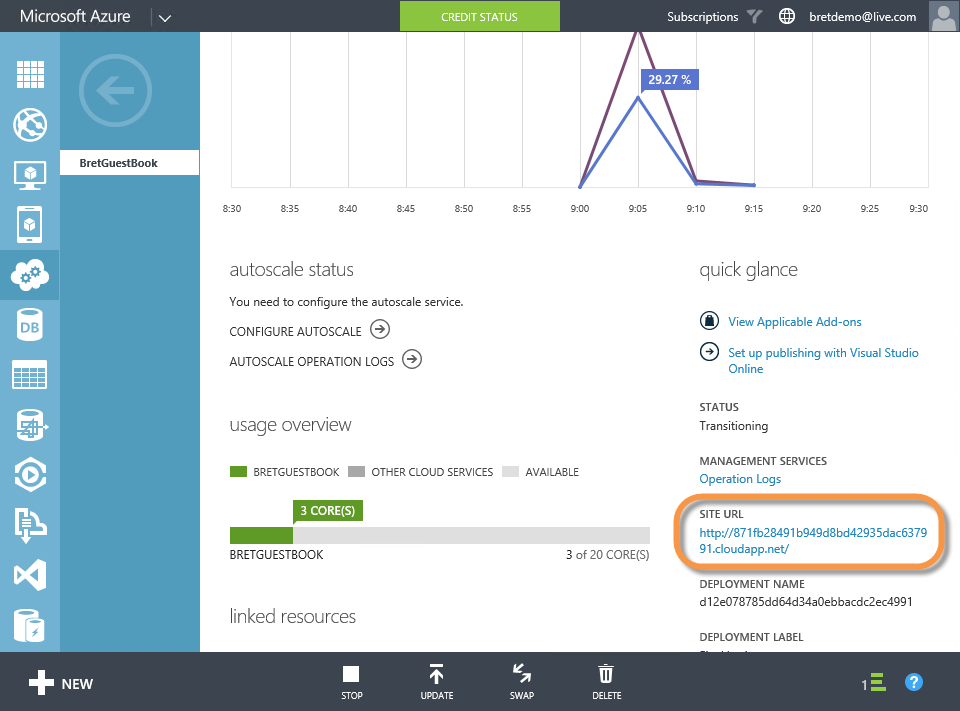 Microsoft Azure
CREDIT STATUS
Subscriptions
bretdemo@live.com
BretGuestBook
DB
29.27 %
8:30 8:35 8:40 8:45 8:50 8:55 9:00 9:05 9:10 9:15 9:20 9:25 9:30
autoscale status
You need to configure the autoscale service.
CONFIGURE AUTOSCALE
AUTOSCALE OPERATION LOGS
usage overview
BRETGUESTBOOK OTHER CLOUD SERVICES AVAILABLE
3 CORE(S)
BRETGUESTBOOK 3 of 20 CORE(S)
linked resources
quick glance
View Applicable Add-ons
Set up publishing with Visual Studio
Online
STATUS
Transitioning
MANAGEMENT SERVICES
Operation Logs
SITE URL
http://871fb28491b949d8bd42935dac6379
91.cloudapp.net/
DEPLOYMENT NAME
d12e078785dd64d34a0ebbacdc2ec4991
DEPLOYMENT LABEL
NEW
STOP
UPDATE
SWAP
DELETE
1
?